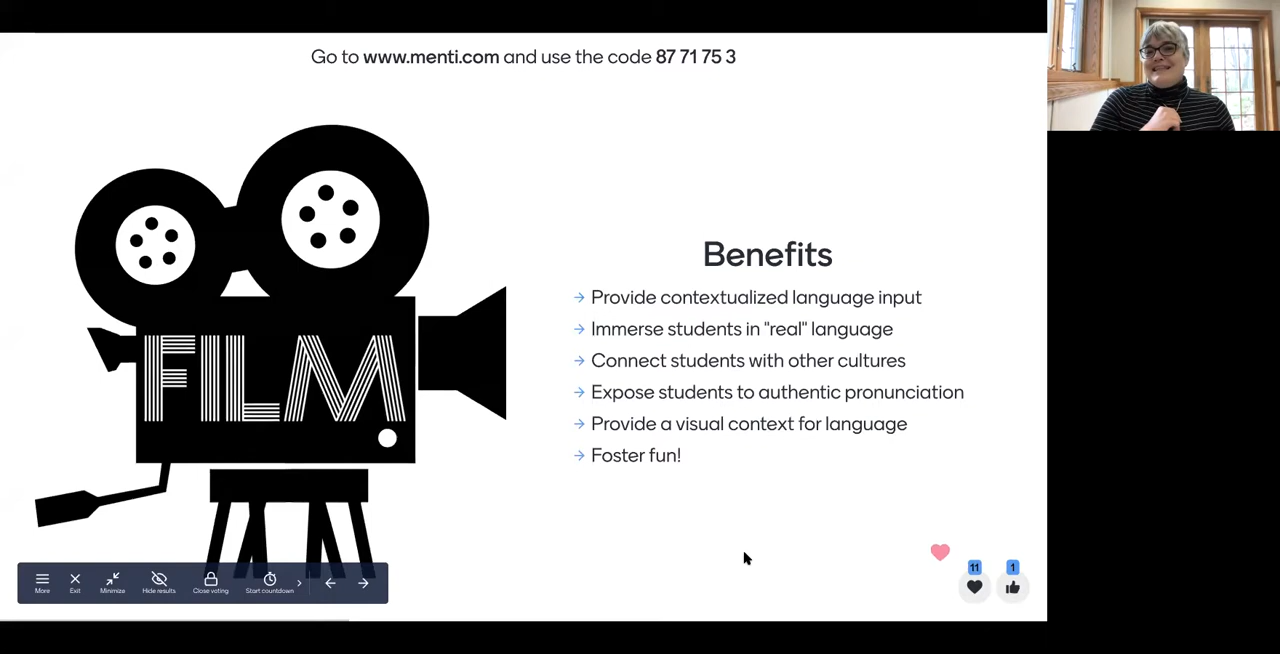 Go to www.menti.com and use the code 87 71 75 3
FILM
Benefits
→ Provide contextualized language input
→ Immerse students in "real" language
→ Connect students with other cultures
→ Expose students to authentic pronunciation
→ Provide a visual context for language
→ Foster fun!
11 1
More Exit Minimize Hide results Close voting Start countdown